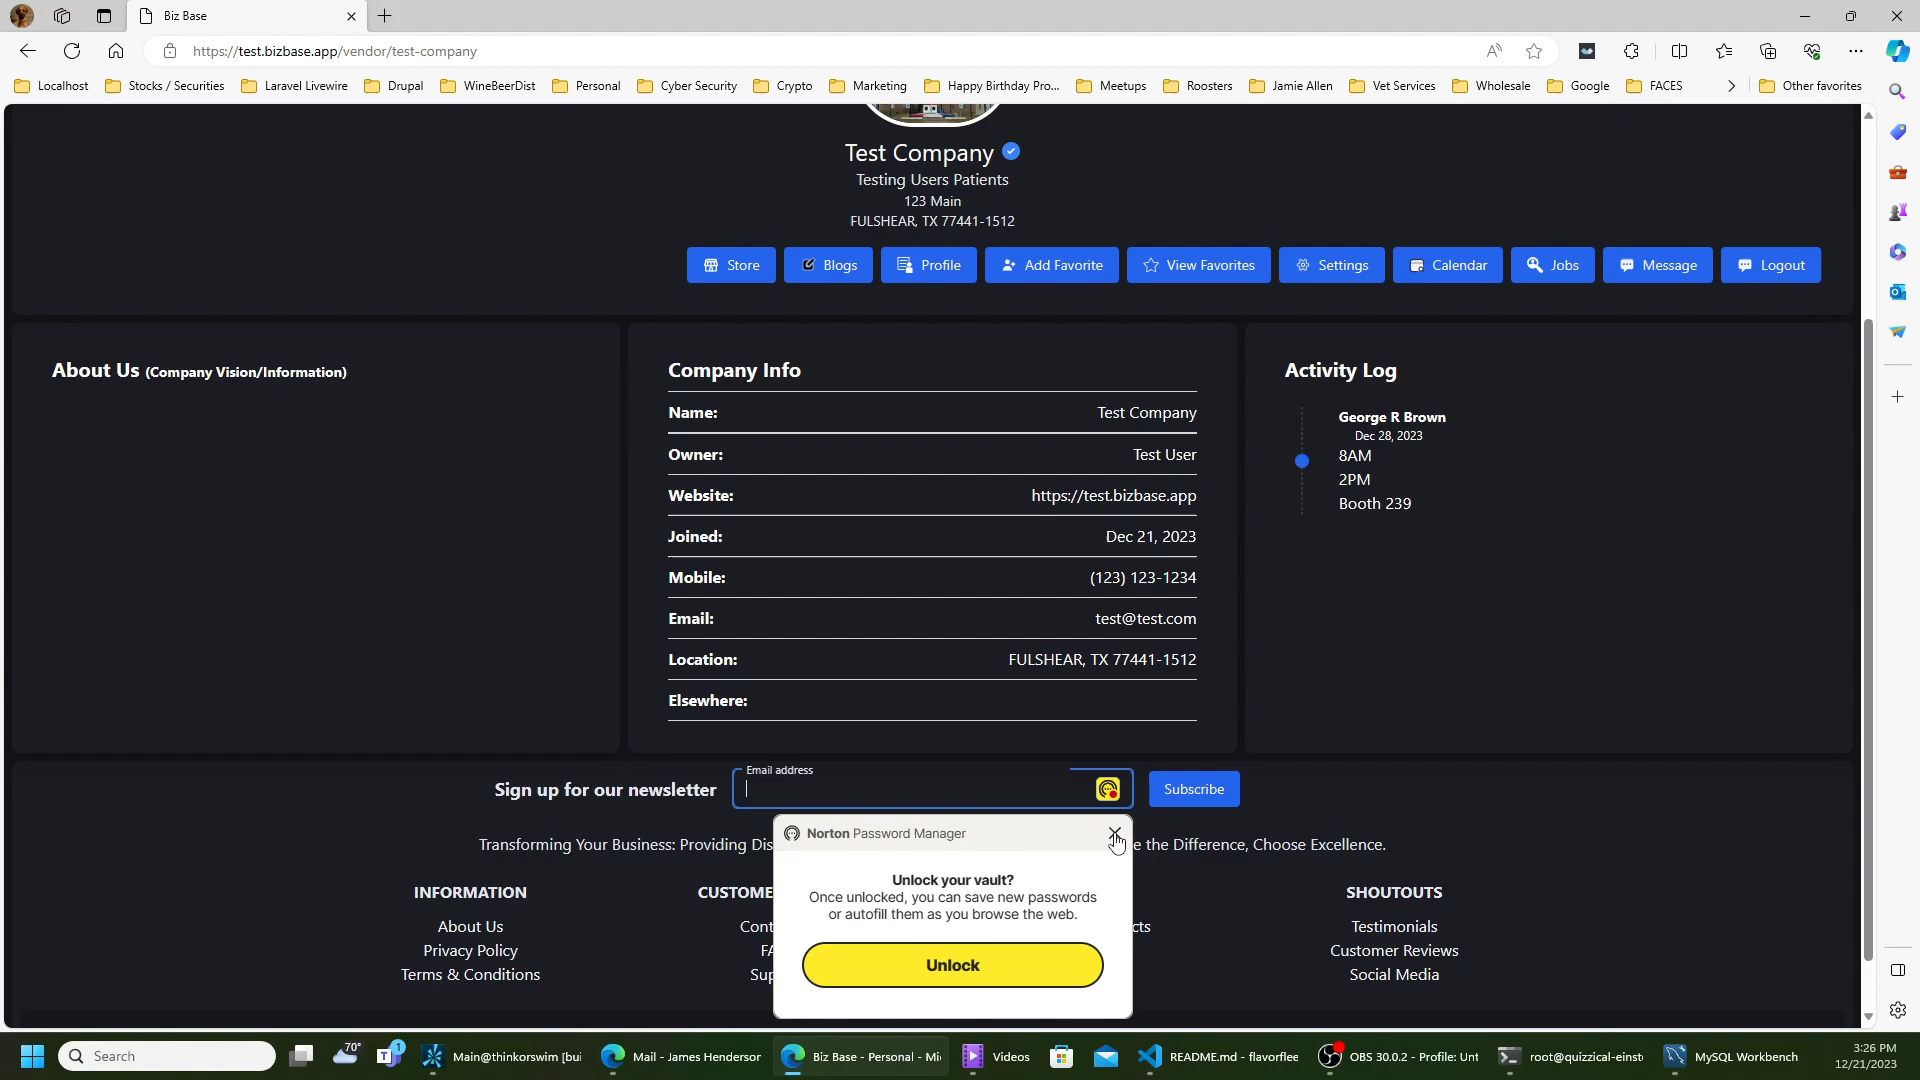 Biz Base
https://test.bizbase.app/vendor/test-company
Localhost
Stocks / Securities
Laravel Livewire
Drupal
WineBeerDist
Personal
Cyber Security
Crypto
Marketing
Happy Birthday Pro...
Meetups
Roosters
Jamie Allen
Vet Services
Wholesale
Google
FACES
Other favorites
Test Company
Testing Users Patients
123 Main
FULSHEAR, TX 77441-1512
Store
Blogs
Profile
Add Favorite
View Favorites
Settings
Calendar
Jobs
Message
Logout
About Us (Company Vision/Information)
Company Info
Name: Test Company
Owner: Test User
Website: https://test.bizbase.app
Joined: Dec 21, 2023
Mobile: (123) 123-1234
Email: test@test.com
Location: FULSHEAR, TX 77441-1512
Elsewhere:
Activity Log
George R Brown
Dec 28, 2023
8AM
2PM
Booth 239
Sign up for our newsletter
Email address
Subscribe
Transforming Your Business: Providing Dis
e the Difference, Choose Excellence.
Norton Password Manager
Unlock your vault?
Once unlocked, you can save new passwords
or autofill them as you browse the web.
Unlock
INFORMATION
About Us
Privacy Policy
Terms & Conditions
CUSTOME
Cont
FA
Sup
cts
SHOUTOUTS
Testimonials
Customer Reviews
Social Media
Search
70°
1
Main@thinkorswim [bui
Mail - James Henderson
Biz Base - Personal - Mi
Videos
README.md - flavorflee
OBS 30.0.2 - Profile: Unt
root@quizzical-einst
MySQL Workbench
3:26 PM
12/21/2023